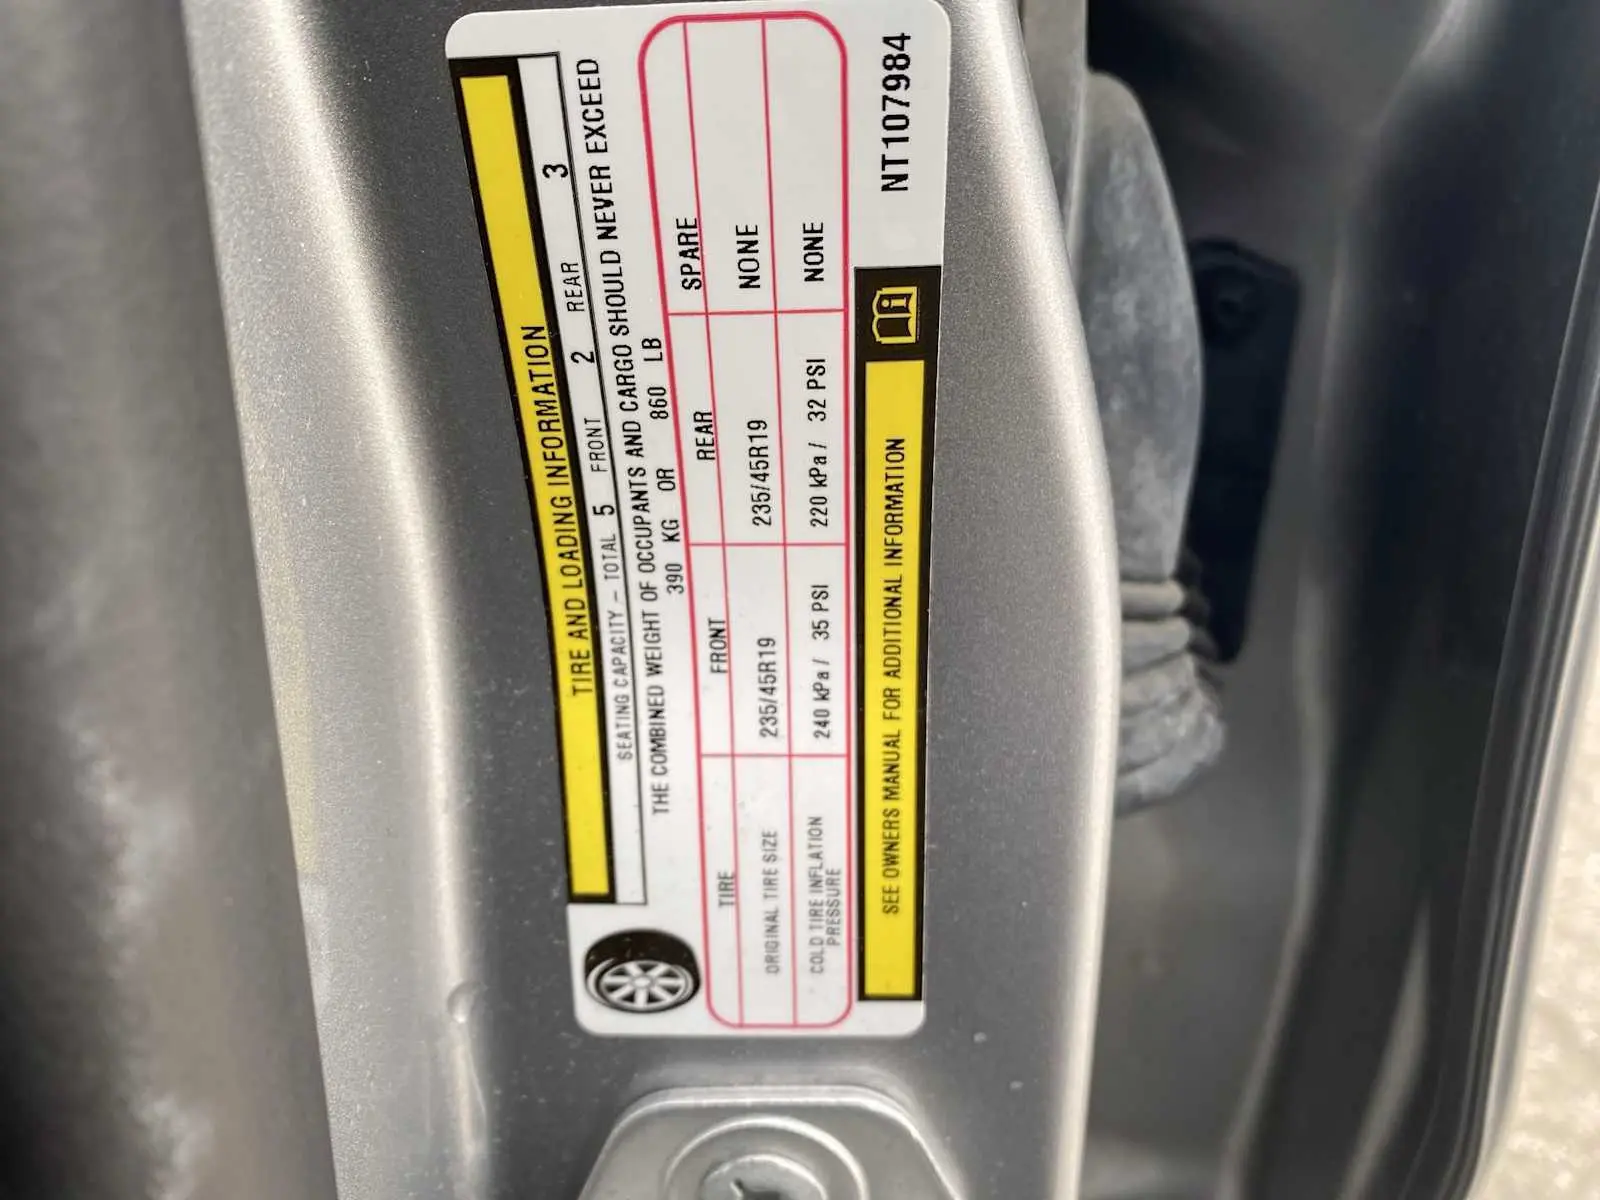 TIRE AND LOADING INFORMATION
SEATING CAPACITY – TOTAL 5 FRONT 2 REAR 3
THE COMBINED WEIGHT OF OCCUPANTS AND CARGO SHOULD NEVER EXCEED
390 KG OR 860 LB
TIRE FRONT REAR SPARE
ORIGINAL TIRE SIZE 235/45R19 235/45R19 NONE
COLD TIRE INFLATION PRESSURE 240 kPa / 35 PSI 220 kPa / 32 PSI NONE
SEE OWNERS MANUAL FOR ADDITIONAL INFORMATION
NT107984